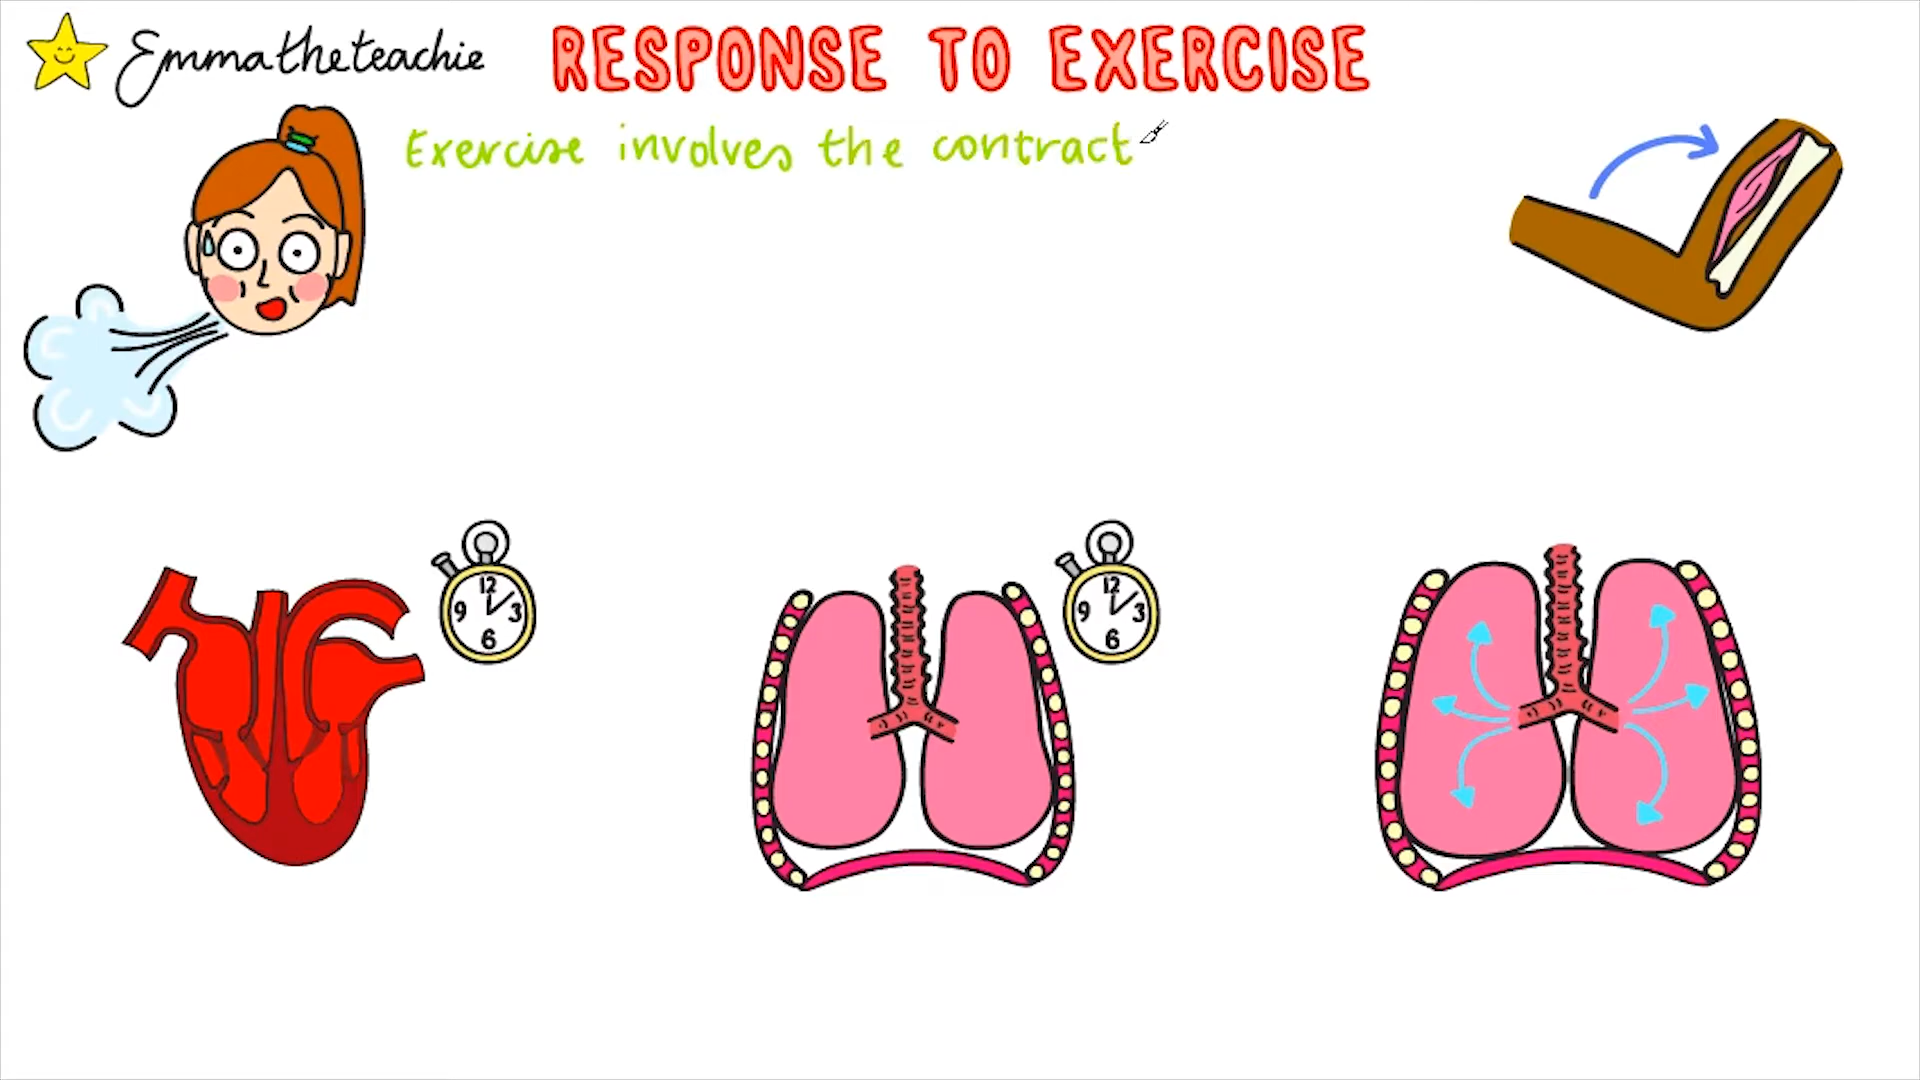 Emmatheteachie
RESPONSE TO EXERCISE
Exercise involves the contract
12
9 3
6
12
9 3
6